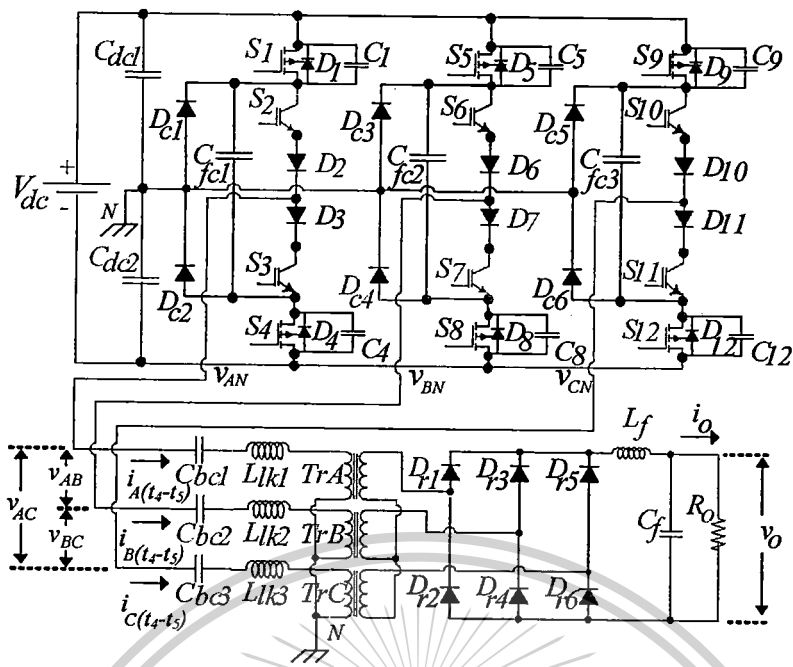 S1 D1 C1 S5 D5 C5 S9 D9 C9
Cdc1
S2 S6 S10
Dc1 Dc3 Dc5
Cfc1 D2 Cfc2 D6 Cfc3 D10
+
Vdc
-
N
D3 D7 D11
Cdc2
S3 S7 S11
Dc2 Dc4 Dc6
S4 D4 C4 S8 D8 C8 S12 D12 C12
vAN vBN vCN
Lf iO
vAB iA(t4-t5) Cbc1 Llk1 TrA Dr1 Dr3 Dr5
vAC
vBC iB(t4-t5) Cbc2 Llk2 TrB Cf RO vO
iC(t4-t5) Cbc3 Llk3 TrC Dr2 Dr4 Dr6
N